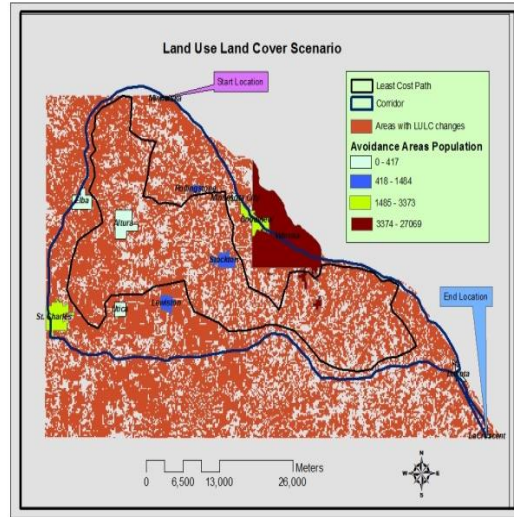 Land Use Land Cover Scenario
Start Location
Least Cost Path
Corridor
Areas with LULC changes
Avoidance Areas Population
0 - 417
418 - 1484
1485 - 3373
3374 - 27069
Elba
Altura
Stockton
St. Charles
Utica
Lewiston
End Location
Meters
0 6,500 13,000 26,000
N
W E
S